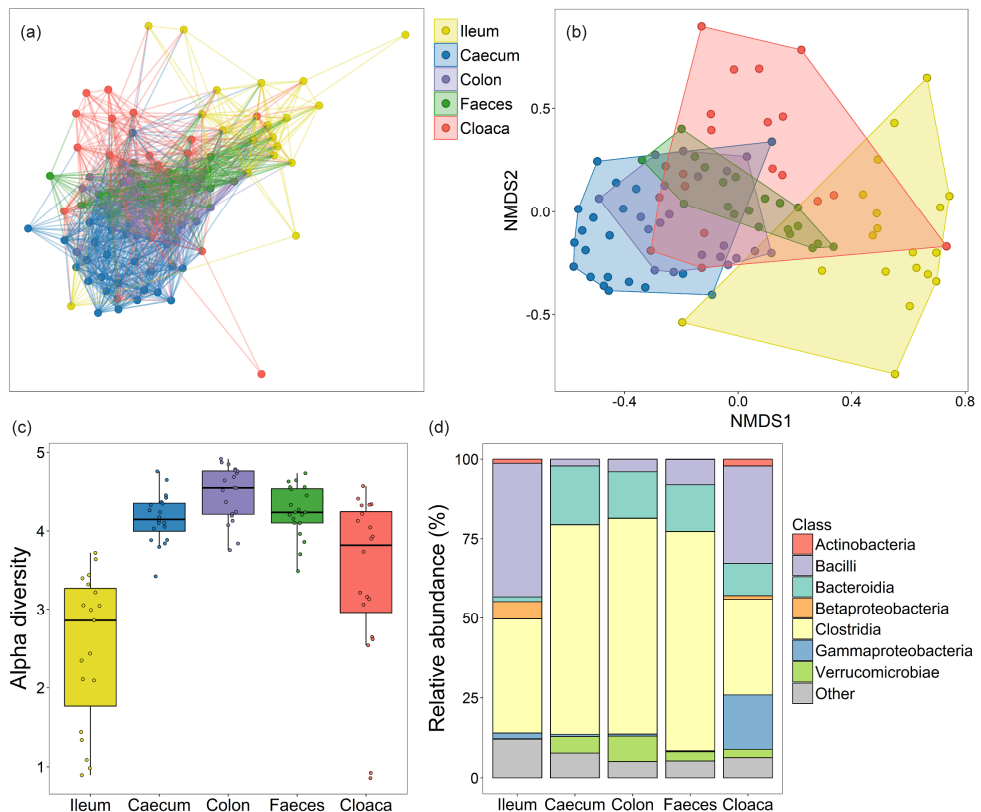 (a)
Ileum
Caecum
Colon
Faeces
Cloaca
(b)
NMDS2
0.5
0.0
-0.5
-0.4
0.0
0.4
0.8
NMDS1
(c)
Alpha diversity
5
4
3
2
1
Ileum
Caecum
Colon
Faeces
Cloaca
(d)
Relative abundance (%)
100
75
50
25
0
Ileum
Caecum
Colon
Faeces
Cloaca
Class
Actinobacteria
Bacilli
Bacteroidia
Betaproteobacteria
Clostridia
Gammaproteobacteria
Verrucomicrobiae
Other